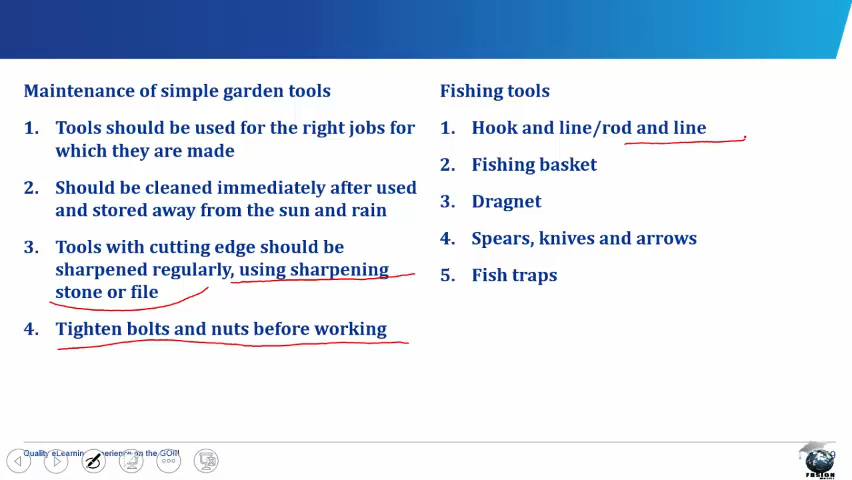 Maintenance of simple garden tools
1. Tools should be used for the right jobs for
which they are made
2. Should be cleaned immediately after used
and stored away from the sun and rain
3. Tools with cutting edge should be
sharpened regularly, using sharpening
stone or file
4. Tighten bolts and nuts before working
Fishing tools
1. Hook and line/rod and line
2. Fishing basket
3. Dragnet
4. Spears, knives and arrows
5. Fish traps
Quality eLearning on the GO!!!
FUSION